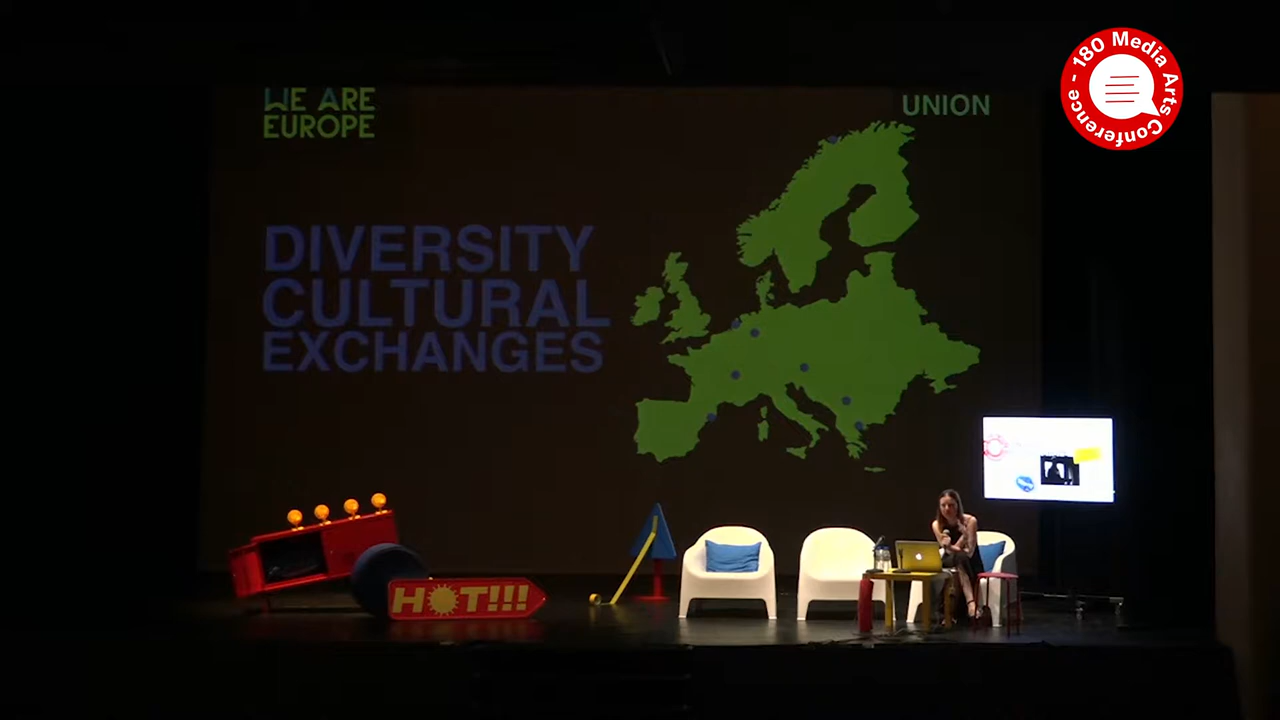 WE ARE
EUROPE
UNION
180 Media Arts Conference -
DIVERSITY
CULTURAL
EXCHANGES
HOT!!!